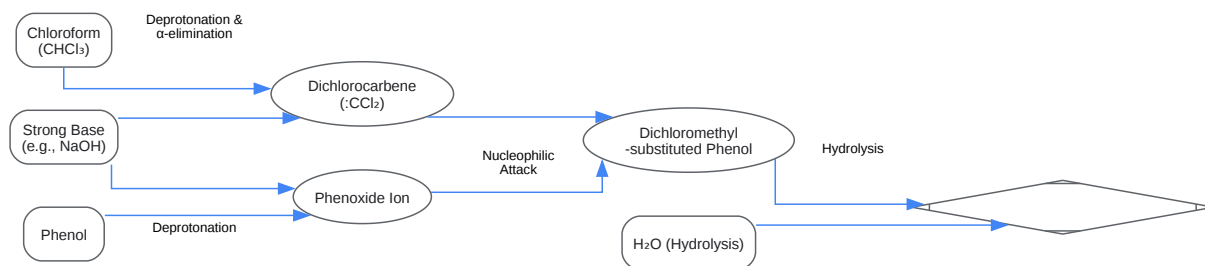 Deprotonation &
α-elimination
Chloroform
(CHCl₃)
Dichlorocarbene
(:CCl₂)
Strong Base
(e.g., NaOH)
Dichloromethyl
-substituted Phenol
Hydrolysis
Nucleophilic
Attack
Phenoxide Ion
Phenol
Deprotonation
H₂O (Hydrolysis)